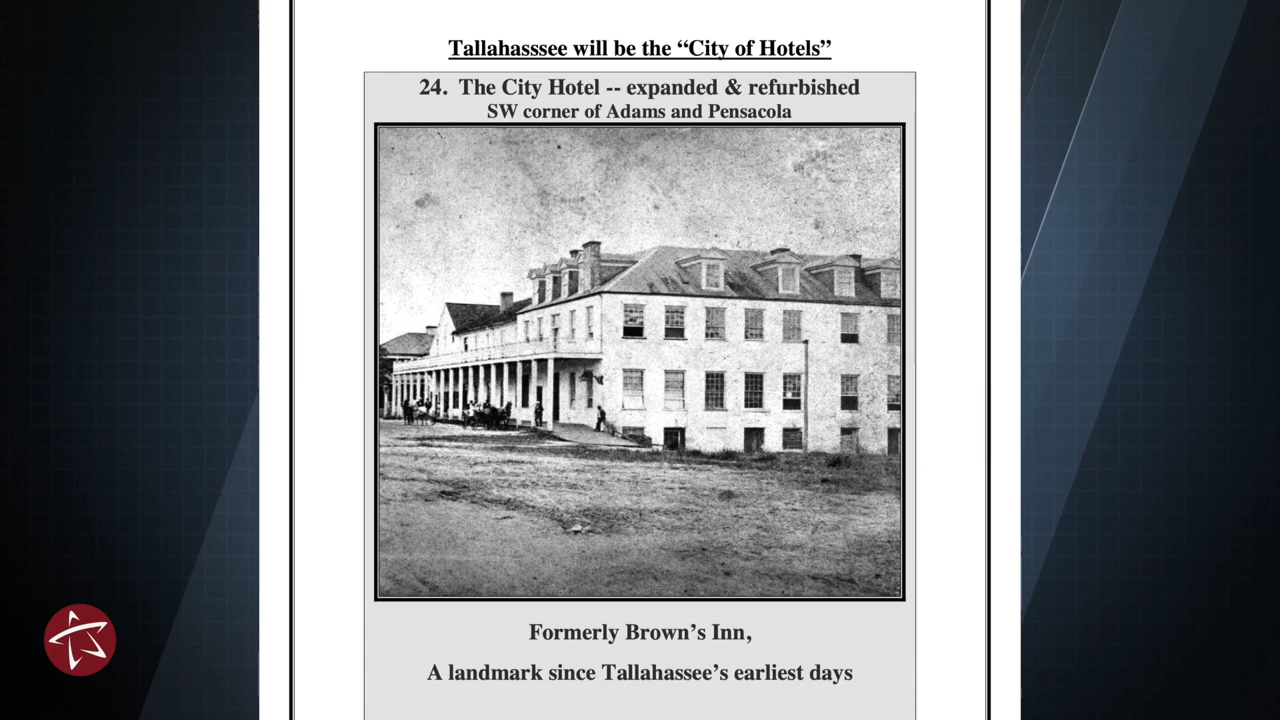 Tallahasssee will be the “City of Hotels”
24. The City Hotel -- expanded & refurbished
SW corner of Adams and Pensacola
Formerly Brown’s Inn,
A landmark since Tallahassee’s earliest days